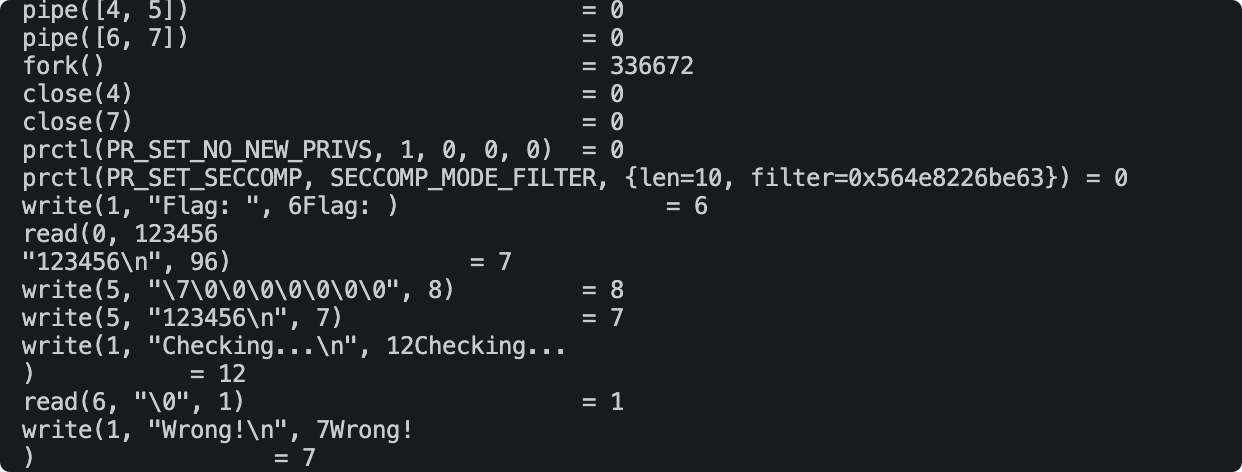 pipe([4, 5])                            = 0
pipe([6, 7])                            = 0
fork()                                  = 336672
close(4)                                = 0
close(7)                                = 0
prctl(PR_SET_NO_NEW_PRIVS, 1, 0, 0, 0)  = 0
prctl(PR_SET_SECCOMP, SECCOMP_MODE_FILTER, {len=10, filter=0x564e8226be63}) = 0
write(1, "Flag: ", 6Flag: )                   = 6
read(0, 123456
"123456\n", 96)                 = 7
write(5, "\7\0\0\0\0\0\0\0", 8)         = 8
write(5, "123456\n", 7)                 = 7
write(1, "Checking...\n", 12Checking...
)           = 12
read(6, "\0", 1)                        = 1
write(1, "Wrong!\n", 7Wrong!
)                 = 7